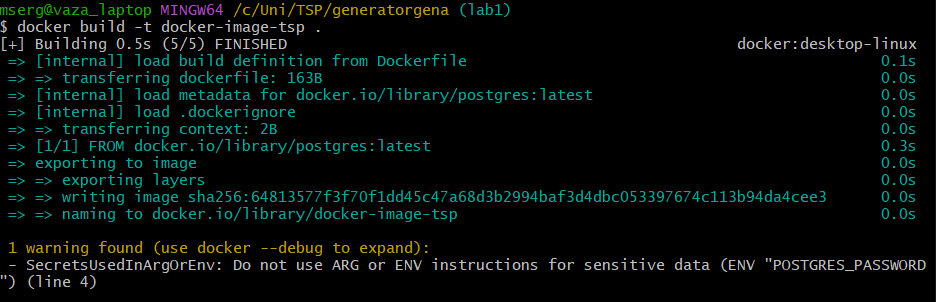 mserg@vaza_laptop MINGW64 /c/Uni/TSP/generatorgena (lab1)
$ docker build -t docker-image-tsp .
[+] Building 0.5s (5/5) FINISHED docker:desktop-linux
=> [internal] load build definition from Dockerfile 0.1s
=> => transferring dockerfile: 163B 0.0s
=> [internal] load metadata for docker.io/library/postgres:latest 0.0s
=> [internal] load .dockerignore 0.0s
=> => transferring context: 2B 0.0s
=> [1/1] FROM docker.io/library/postgres:latest 0.3s
=> exporting to image 0.0s
=> => exporting layers 0.0s
=> => writing image sha256:64813577f3f70f1dd45c47a68d3b2994baf3d4dbc053397674c113b94da4cee3 0.0s
=> => naming to docker.io/library/docker-image-tsp 0.0s
1 warning found (use docker --debug to expand):
- SecretsUsedInArgOrEnv: Do not use ARG or ENV instructions for sensitive data (ENV "POSTGRES_PASSWORD
") (line 4)